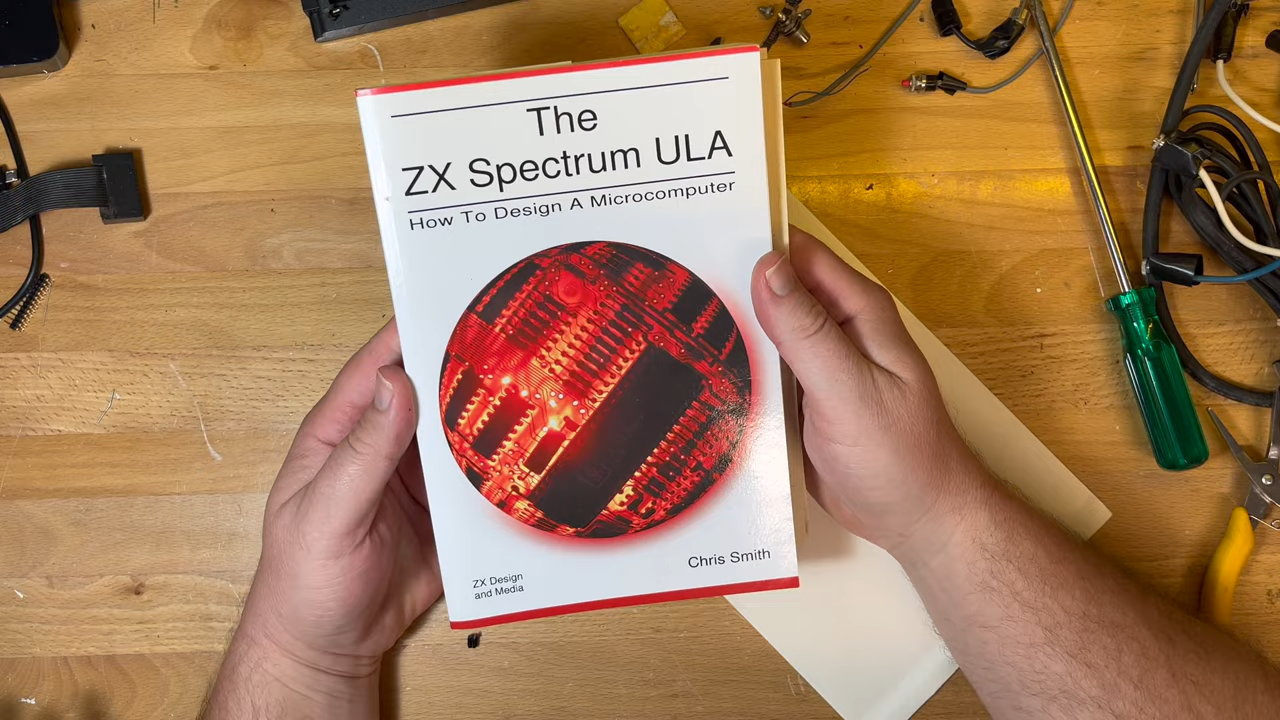 The
ZX Spectrum ULA
How To Design A Microcomputer
Chris Smith
ZX Design
and Media